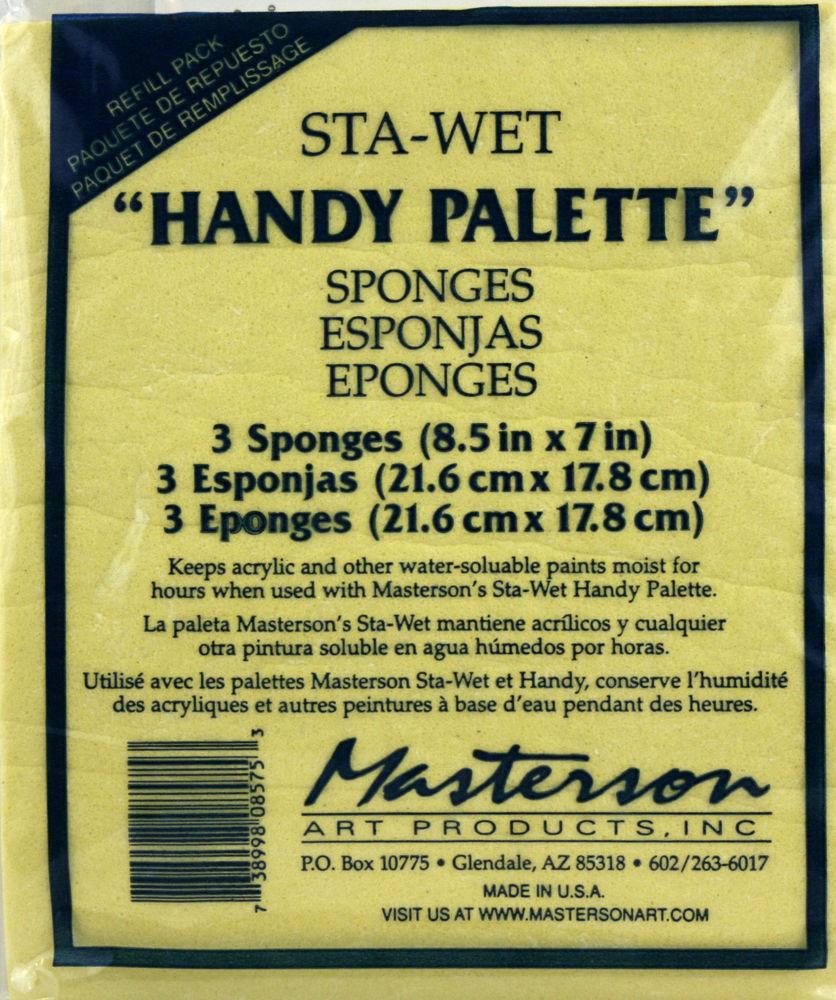 REFILL PACK
PAQUETE DE REPUESTO
PAQUET DE REMPLISSAGE
STA-WET
“HANDY PALETTE”
SPONGES
ESPONJAS
EPONGES
3 Sponges (8.5 in x 7 in)
3 Esponjas (21.6 cm x 17.8 cm)
3 Eponges (21.6 cm x 17.8 cm)
Keeps acrylic and other water-soluable paints moist for
hours when used with Masterson's Sta-Wet Handy Palette.
La paleta Masterson's Sta-Wet mantiene acrílicos y cualquier
otra pintura soluble en agua húmedos por horas.
Utilisé avec les palettes Masterson Sta-Wet et Handy, conserve l'humidité
des acryliques et autres peintures à base d'eau pendant des heures.
7 38998 08575 3
Masterson
ART PRODUCTS, INC
P.O. Box 10775 • Glendale, AZ 85318 • 602/263-6017
MADE IN U.S.A.
VISIT US AT WWW.MASTERSONART.COM